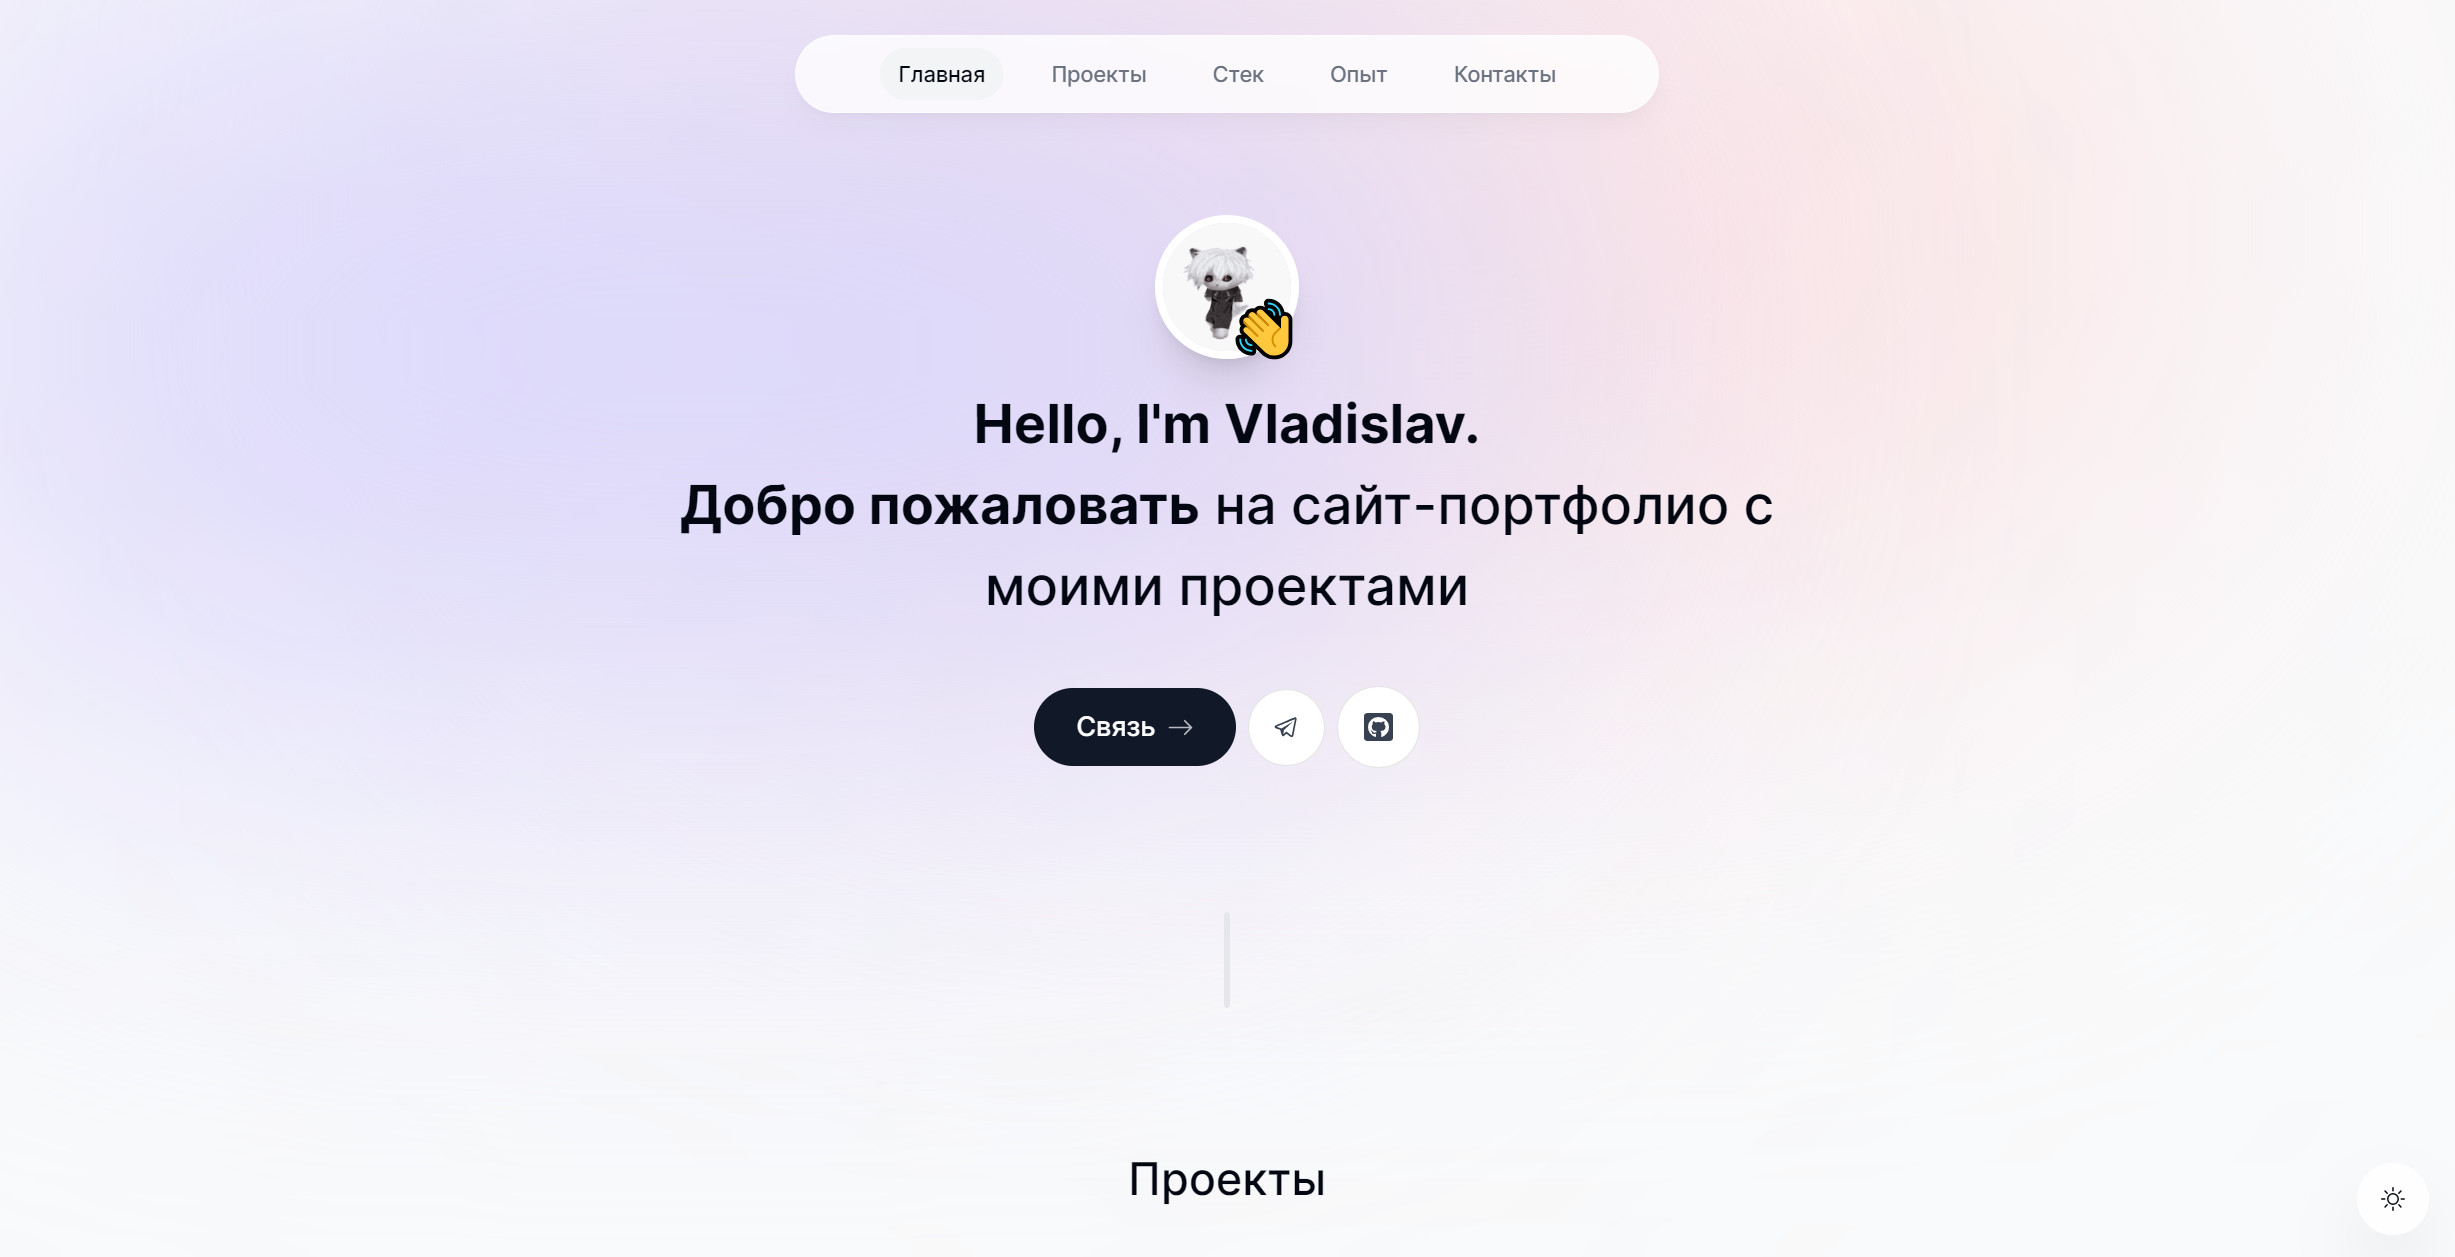 Главная Проекты Стек Опыт Контакты
Hello, I'm Vladislav.
Добро пожаловать на сайт-портфолио с
моими проектами
Связь →
Проекты